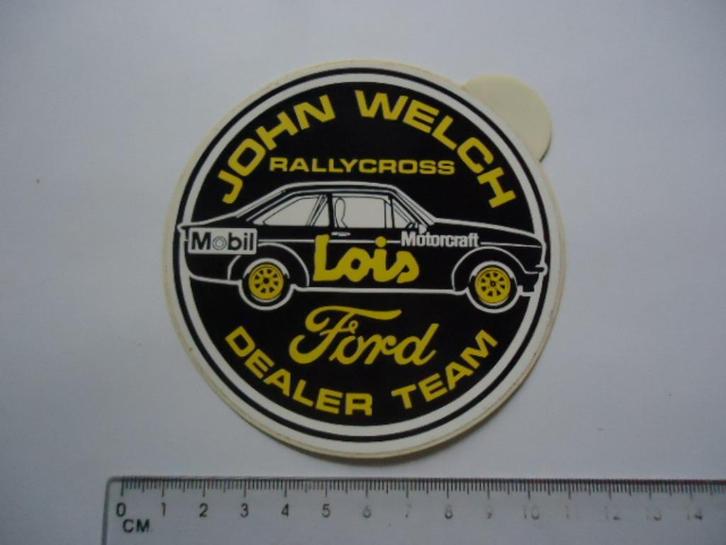 JOHN WELCH
RALLYCROSS
Mobil
Lois
Motorcraft
Ford
DEALER TEAM
0 1 2 3 4 5 6 7 8 9 10 11 12 13 14
CM